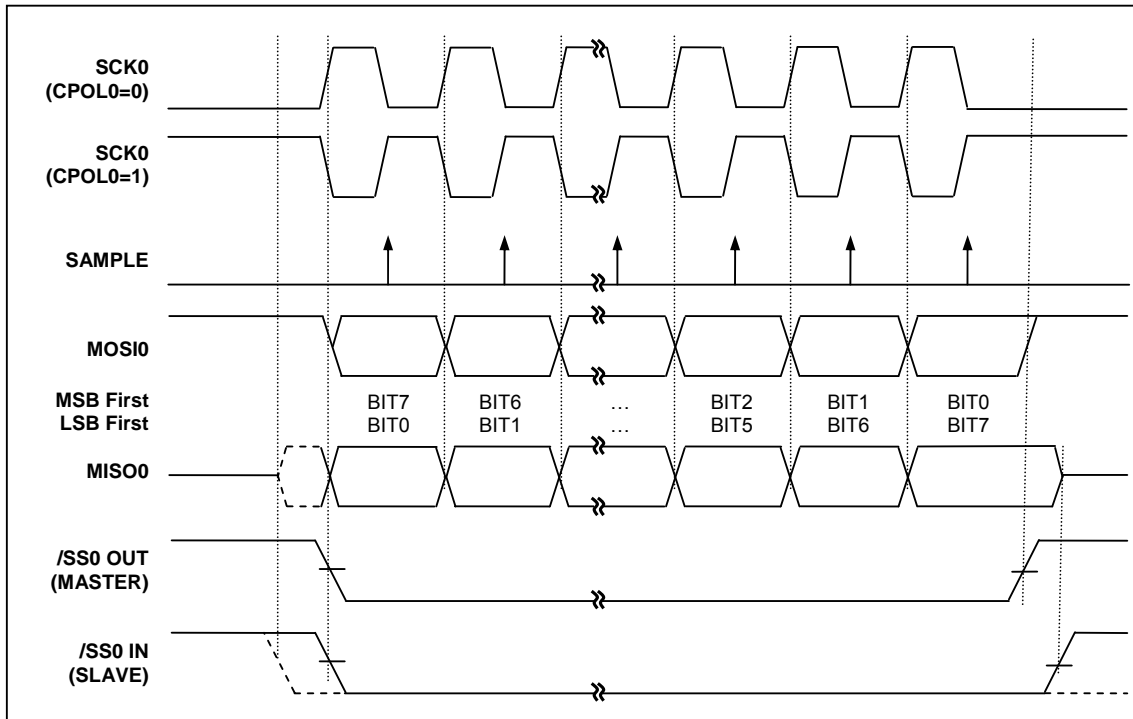 SCK0
(CPOL0=0)
SCK0
(CPOL0=1)
SAMPLE
MOSI0
MSB First BIT7 BIT6 ... BIT2 BIT1 BIT0
LSB First BIT0 BIT1 ... BIT5 BIT6 BIT7
MISO0
/SS0 OUT
(MASTER)
/SS0 IN
(SLAVE)